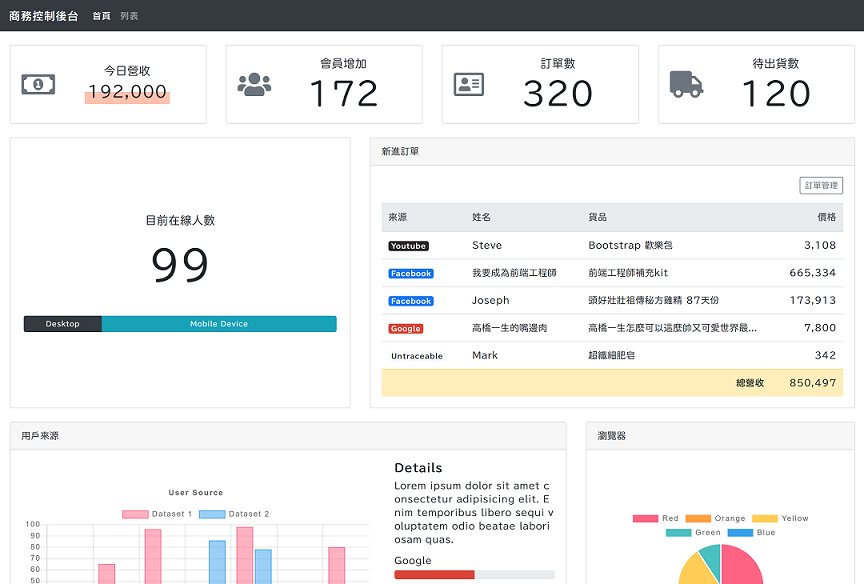 商務控制後台 首頁 列表
今日營收
192,000
會員增加
172
訂單數
320
待出貨數
120
目前在線人數
99
Desktop Mobile Device
新進訂單
訂單管理
來源 姓名 貨品 價格
Youtube Steve Bootstrap 歡樂包 3,108
Facebook 我要成為前端工程師 前端工程師補充kit 665,334
Facebook Joseph 頭好壯壯祖傳秘方雞精 87天份 173,913
Google 高橋一生的嘴邊肉 高橋一生怎麼可以這麼帥又可愛世界最... 7,800
Untraceable Mark 超鐵細肥皂 342
總營收 850,497
用戶來源
User Source
Dataset 1 Dataset 2
100
90
80
70
60
50
Details
Lorem ipsum dolor sit amet c
onsectetur adipisicing elit. E
nim temporibus libero sequi v
oluptatem odio beatae labori
osam quas.
Google
瀏覽器
Red Orange Yellow
Green Blue